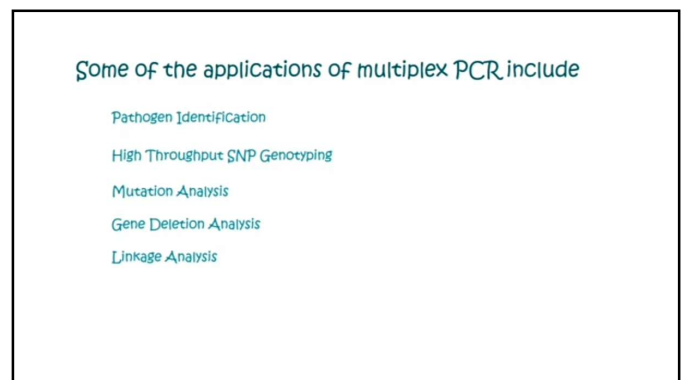 Some of the applications of multiplex PCR include
Pathogen Identification
High Throughput SNP Genotyping
Mutation Analysis
Gene Deletion Analysis
Linkage Analysis